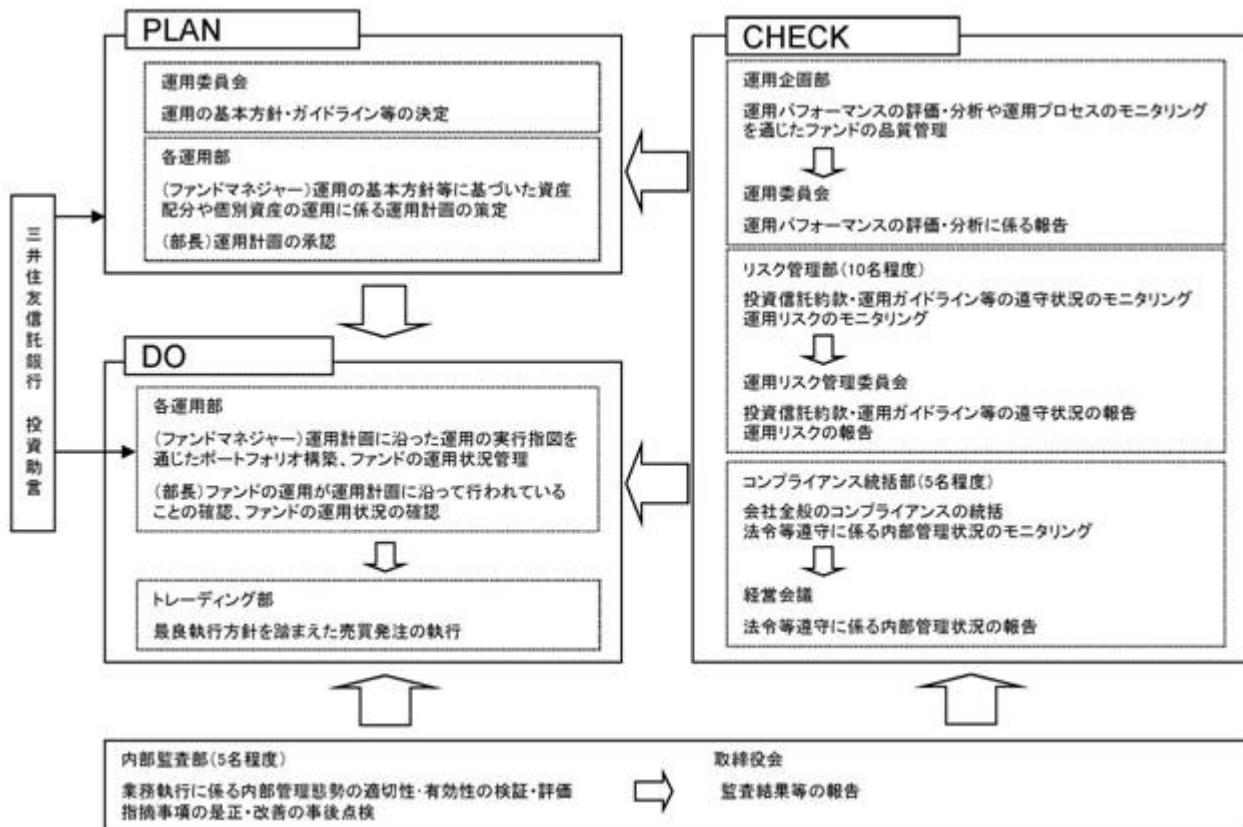 PLAN
運用委員会
運用の基本方針・ガイドライン等の決定
各運用部
(ファンドマネジャー)運用の基本方針等に基づいた資産
配分や個別資産の運用に係る運用計画の策定
(部長)運用計画の承認
三井住友信託銀行 投資助言
DO
各運用部
(ファンドマネジャー)運用計画に沿った運用の実行指図を
通じたポートフォリオ構築、ファンドの運用状況管理
(部長)ファンドの運用が運用計画に沿って行われている
ことの確認、ファンドの運用状況の確認
トレーディング部
最良執行方針を踏まえた売買発注の執行
CHECK
運用企画部
運用パフォーマンスの評価・分析や運用プロセスのモニタリング
を通じたファンドの品質管理
運用委員会
運用パフォーマンスの評価・分析に係る報告
リスク管理部(10名程度)
投資信託約款・運用ガイドライン等の遵守状況のモニタリング
運用リスクのモニタリング
運用リスク管理委員会
投資信託約款・運用ガイドライン等の遵守状況の報告
運用リスクの報告
コンプライアンス統括部(5名程度)
会社全般のコンプライアンスの統括
法令等遵守に係る内部管理状況のモニタリング
経営会議
法令等遵守に係る内部管理状況の報告
内部監査部(5名程度)
業務執行に係る内部管理態勢の適切性・有効性の検証・評価
指摘事項の是正・改善の事後点検
取締役会
監査結果等の報告